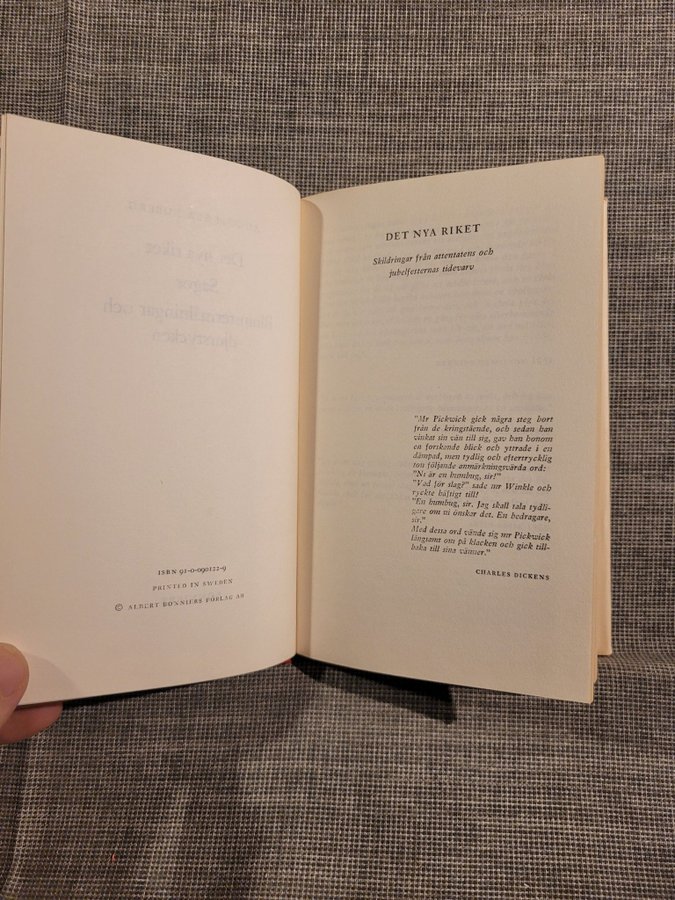 ISBN 91-0-090122-9
PRINTED IN SWEDEN
© ALBERT BONNIERS FÖRLAG AB
DET NYA RIKET
Skildringar från attentatens och
jubelfesternas tidevarv
"Mr Pickwick gick några steg bort
från de kringstående, och sedan han
vinkat sin vän till sig, gav han honom
en forskande blick och yttrade i en
dämpad, men tydlig och eftertrycklig
ton följande anmärkningsvärda ord:
"Ni är en humbug, sir!"
"Vad för slag?" sade mr Winkle och
ryckte häftigt till!
"En humbug, sir. Jag skall tala tydli-
gare om ni önskar det. En bedragare,
sir."
Med dessa ord vände sig mr Pickwick
långsamt om på klacken och gick till-
baka till sina vänner."
CHARLES DICKENS